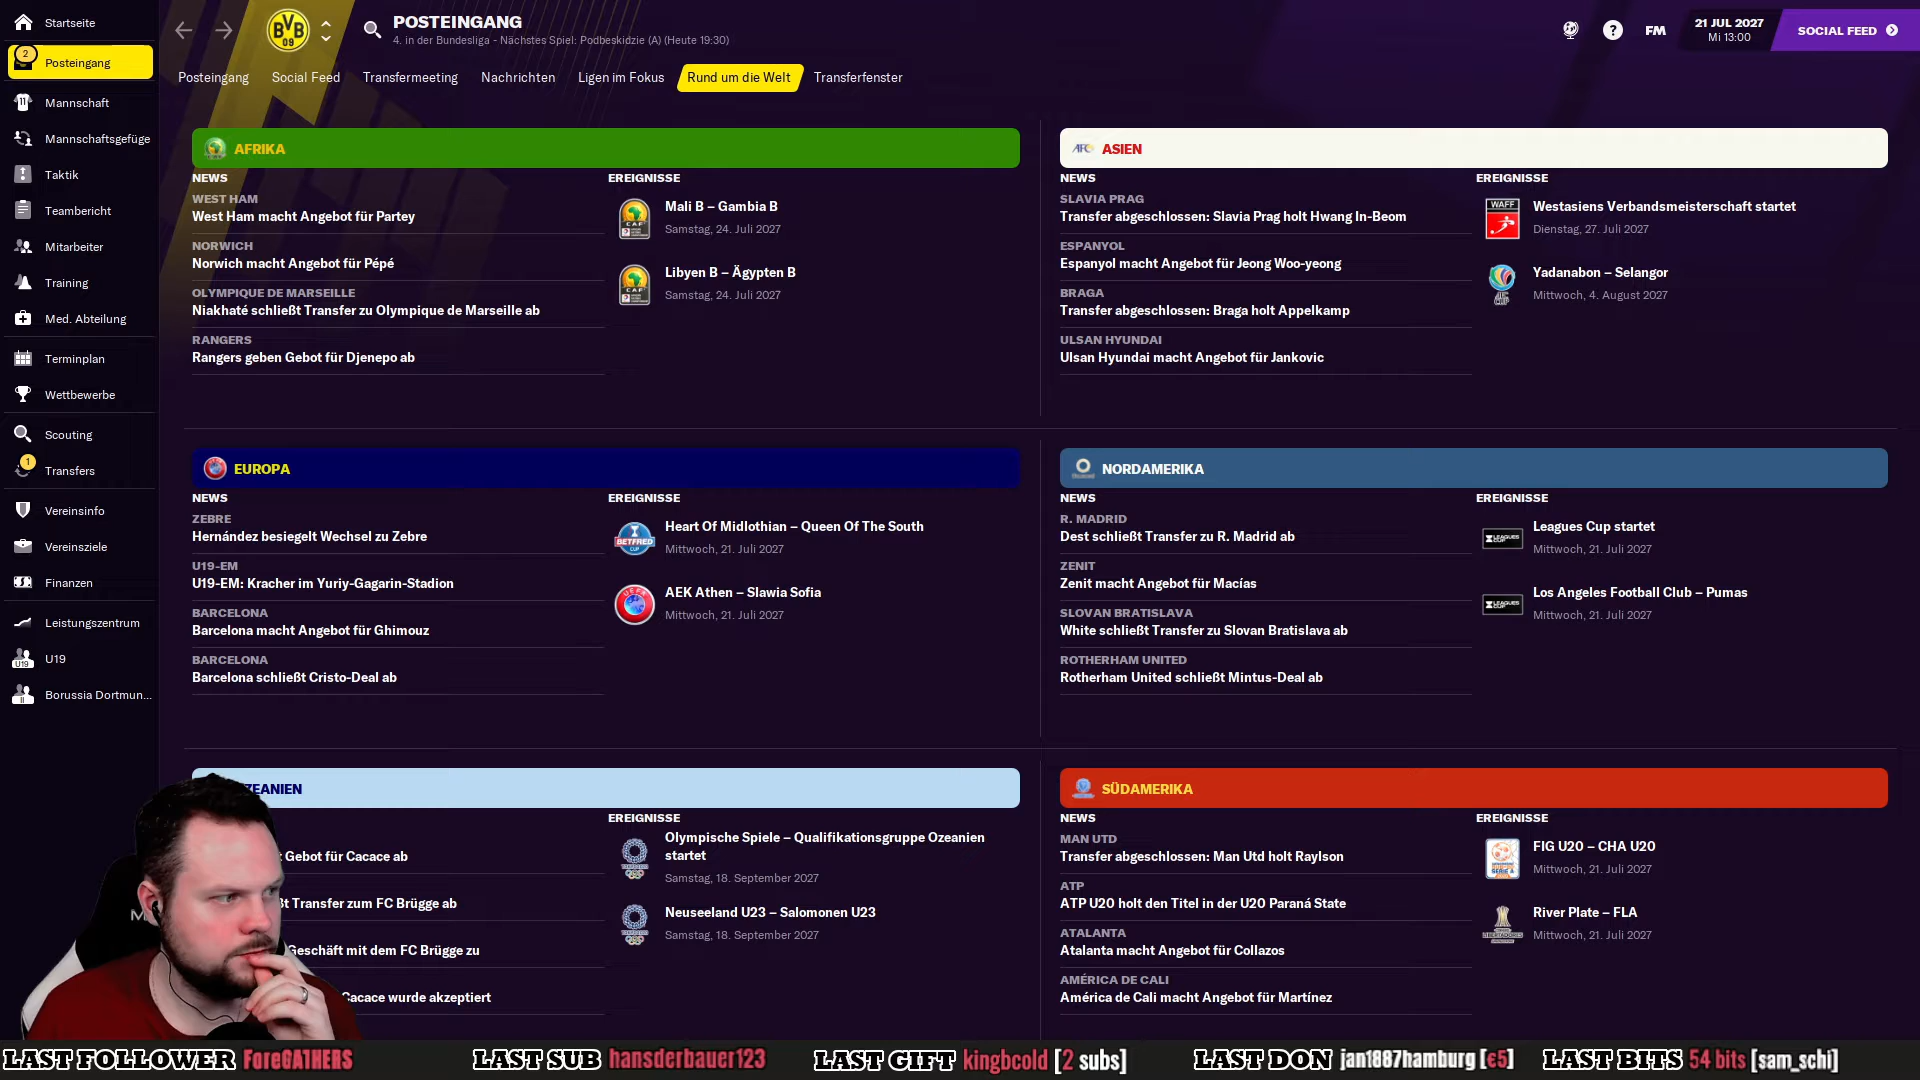 Startseite
2
Posteingang
Mannschaft
Mannschaftsgefüge
Taktik
Teambericht
Mitarbeiter
Training
Med. Abteilung
Terminplan
Wettbewerbe
Scouting
1
Transfers
Vereinsinfo
Vereinsziele
Finanzen
Leistungszentrum
U19
Borussia Dortmun...
BVB
09
POSTEINGANG
4. in der Bundesliga - Nächstes Spiel: Podbeskidzie (A) (Heute 19:30)
FM
21 JUL 2027
Mi 13:00
SOCIAL FEED
Posteingang
Social Feed
Transfermeeting
Nachrichten
Ligen im Fokus
Rund um die Welt
Transferfenster
AFRIKA
NEWS
WEST HAM
West Ham macht Angebot für Partey
NORWICH
Norwich macht Angebot für Pépé
OLYMPIQUE DE MARSEILLE
Niakhaté schließt Transfer zu Olympique de Marseille ab
RANGERS
Rangers geben Gebot für Djenepo ab
EREIGNISSE
Mali B – Gambia B
Samstag, 24. Juli 2027
Libyen B – Ägypten B
Samstag, 24. Juli 2027
AFC
ASIEN
NEWS
SLAVIA PRAG
Transfer abgeschlossen: Slavia Prag holt Hwang In-Beom
ESPANYOL
Espanyol macht Angebot für Jeong Woo-yeong
BRAGA
Transfer abgeschlossen: Braga holt Appelkamp
ULSAN HYUNDAI
Ulsan Hyundai macht Angebot für Jankovic
EREIGNISSE
WAFF
Westasiens Verbandsmeisterschaft startet
Dienstag, 27. Juli 2027
Yadanabon – Selangor
Mittwoch, 4. August 2027
EUROPA
NEWS
ZEBRE
Hernández besiegelt Wechsel zu Zebre
U19-EM
U19-EM: Kracher im Yuriy-Gagarin-Stadion
BARCELONA
Barcelona macht Angebot für Ghimouz
BARCELONA
Barcelona schließt Cristo-Deal ab
EREIGNISSE
BETFRED
CUP
Heart Of Midlothian – Queen Of The South
Mittwoch, 21. Juli 2027
UEFA
AEK Athen – Slawia Sofia
Mittwoch, 21. Juli 2027
NORDAMERIKA
NEWS
R. MADRID
Dest schließt Transfer zu R. Madrid ab
ZENIT
Zenit macht Angebot für Macías
SLOVAN BRATISLAVA
White schließt Transfer zu Slovan Bratislava ab
ROTHERHAM UNITED
Rotherham United schließt Mintus-Deal ab
EREIGNISSE
Leagues Cup startet
Mittwoch, 21. Juli 2027
Los Angeles Football Club – Pumas
Mittwoch, 21. Juli 2027
ZEANIEN
Gebot für Cacace ab
Transfer zum FC Brügge ab
Geschäft mit dem FC Brügge zu
Cacace wurde akzeptiert
EREIGNISSE
Olympische Spiele – Qualifikationsgruppe Ozeanien
startet
Samstag, 18. September 2027
Neuseeland U23 – Salomonen U23
Samstag, 18. September 2027
SÜDAMERIKA
NEWS
MAN UTD
Transfer abgeschlossen: Man Utd holt Raylson
ATP
ATP U20 holt den Titel in der U20 Paraná State
ATALANTA
Atalanta macht Angebot für Collazos
AMÉRICA DE CALI
América de Cali macht Angebot für Martínez
EREIGNISSE
FIG U20 – CHA U20
Mittwoch, 21. Juli 2027
River Plate – FLA
Mittwoch, 21. Juli 2027
LAST FOLLOWER ForeGA1HERS
LAST SUB hansderbauer123
LAST GIFT kingbcold [2 subs]
LAST DON jan1887hamburg [€5]
LAST BITS 54 bits [sam_schi]